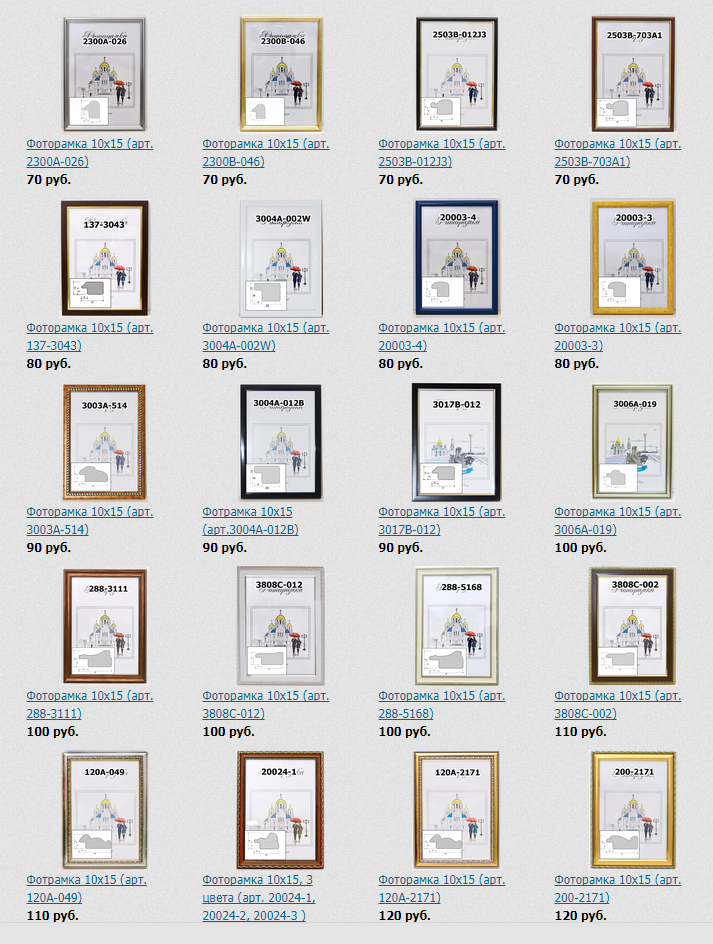 2300A-026
2300B-046
2503B-012J3
2503B-703A1
Фоторамка 10x15 (арт.
2300A-026)
70 руб.
Фоторамка 10x15 (арт.
2300B-046)
70 руб.
Фоторамка 10x15 (арт.
2503B-012J3)
70 руб.
Фоторамка 10x15 (арт.
2503B-703A1)
70 руб.
137-3043
3004A-002W
20003-4
20003-3
Фоторамка 10x15 (арт.
137-3043)
80 руб.
Фоторамка 10x15 (арт.
3004A-002W)
80 руб.
Фоторамка 10x15 (арт.
20003-4)
80 руб.
Фоторамка 10x15 (арт.
20003-3)
80 руб.
3003A-514
3004A-012B
3017B-012
3006A-019
Фоторамка 10x15 (арт.
3003A-514)
90 руб.
Фотрамка 10x15
(арт.3004A-012B)
90 руб.
Фоторамка 10x15 (арт.
3017B-012)
90 руб.
Фоторамка 10x15 (арт.
3006A-019)
100 руб.
288-3111
3808C-012
288-5168
3808C-002
Фоторамка 10x15 (арт.
288-3111)
100 руб.
Фоторамка 10x15 (арт.
3808C-012)
100 руб.
Фоторамка 10x15 (арт.
288-5168)
100 руб.
Фоторамка 10x15 (арт.
3808C-002)
110 руб.
120A-049
20024-1
120A-2171
200-2171
Фотрамка 10x15 (арт.
120A-049)
110 руб.
Фоторамка 10x15, 3
цвета (арт. 20024-1,
20024-2, 20024-3 )
Фоторамка 10x15 (арт.
120A-2171)
120 руб.
Фоторамка 10x15 (арт.
200-2171)
120 руб.